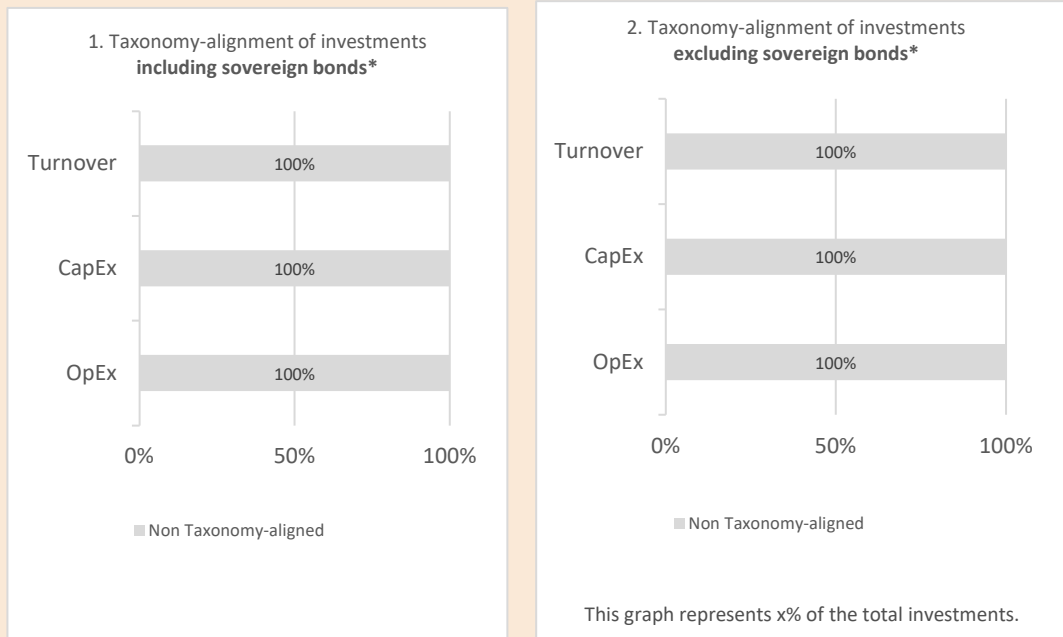 1. Taxonomy-alignment of investments
including sovereign bonds*
Turnover
100%
CapEx
100%
OpEx
100%
0%
50%
100%
Non Taxonomy-aligned
2. Taxonomy-alignment of investments
excluding sovereign bonds*
Turnover
100%
CapEx
100%
OpEx
100%
0%
50%
100%
Non Taxonomy-aligned
This graph represents x% of the total investments.